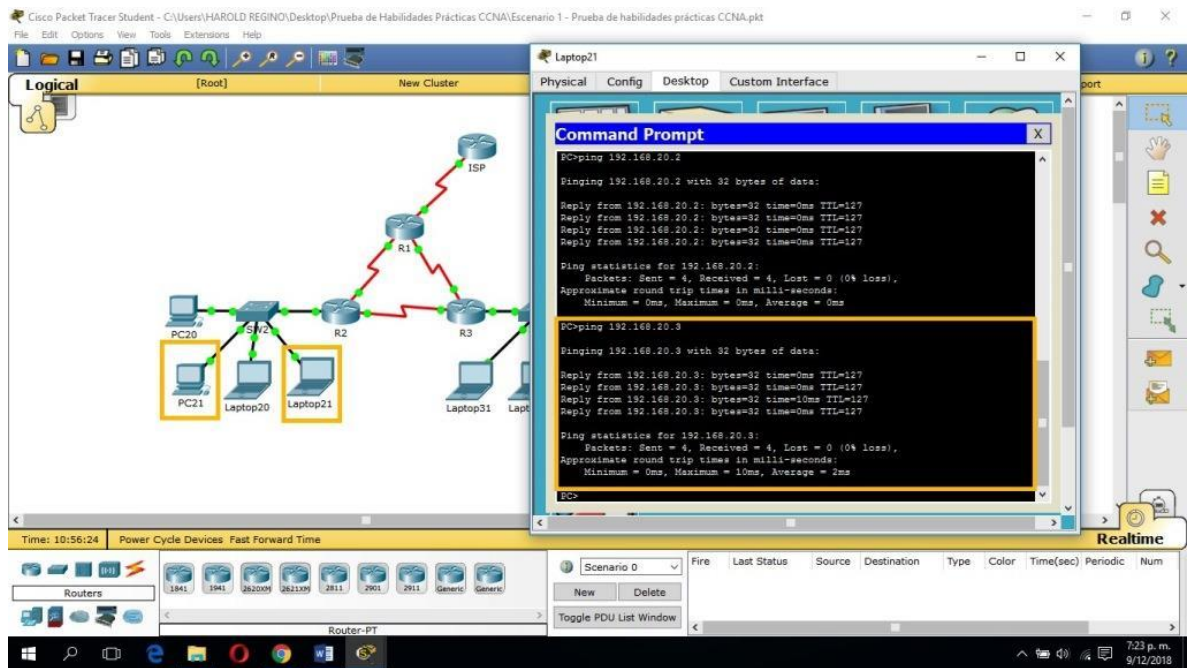 Cisco Packet Tracer Student - C:\Users\HAROLD REGINO\Desktop\Prueba de Habilidades Prácticas CCNA\Escenario 1 - Prueba de habilidades prácticas CCNA.pkt
File Edit Options View Tools Extensions Help
Logical [Root] New Cluster port
ISP
R1
R2
R3
SW2
PC20
PC21
Laptop20
Laptop21
Laptop31
Lapt
Laptop21
Physical Config Desktop Custom Interface
Command Prompt X
PC>ping 192.168.20.2
Pinging 192.168.20.2 with 32 bytes of data:
Reply from 192.168.20.2: bytes=32 time=0ms TTL=127
Reply from 192.168.20.2: bytes=32 time=0ms TTL=127
Reply from 192.168.20.2: bytes=32 time=0ms TTL=127
Reply from 192.168.20.2: bytes=32 time=0ms TTL=127
Ping statistics for 192.168.20.2:
Packets: Sent = 4, Received = 4, Lost = 0 (0% loss),
Approximate round trip times in milli-seconds:
Minimum = 0ms, Maximum = 0ms, Average = 0ms
PC>ping 192.168.20.3
Pinging 192.168.20.3 with 32 bytes of data:
Reply from 192.168.20.3: bytes=32 time=0ms TTL=127
Reply from 192.168.20.3: bytes=32 time=0ms TTL=127
Reply from 192.168.20.3: bytes=32 time=10ms TTL=127
Reply from 192.168.20.3: bytes=32 time=0ms TTL=127
Ping statistics for 192.168.20.3:
Packets: Sent = 4, Received = 4, Lost = 0 (0% loss),
Approximate round trip times in milli-seconds:
Minimum = 0ms, Maximum = 10ms, Average = 2ms
PC>
Time: 10:56:24 Power Cycle Devices Fast Forward Time Realtime
Routers
1841 1941 2620XM 2621XM 2811 2901 2911 Generic Generic
Router-PT
Scenario 0
New Delete
Toggle PDU List Window
Fire Last Status Source Destination Type Color Time(sec) Periodic Num
7:23 p. m.
9/12/2018